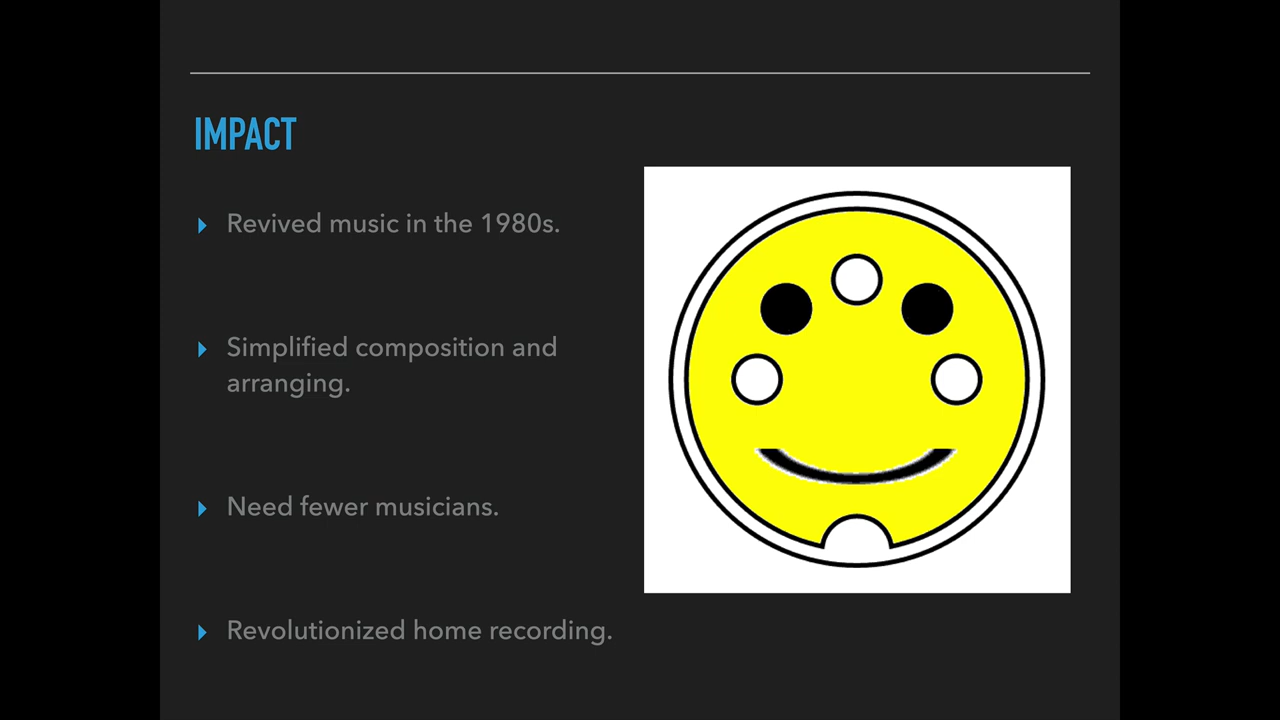 IMPACT
Revived music in the 1980s.
Simplified composition and
arranging.
Need fewer musicians.
Revolutionized home recording.